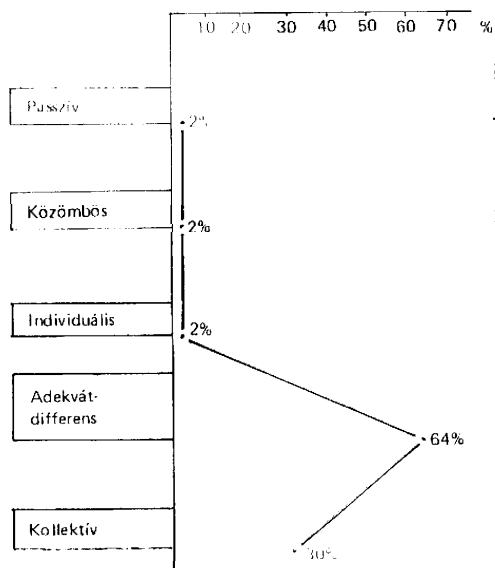 10 20 30 40 50 60 70 %
Passzív
2%
Közömbös
2%
Individuális
2%
Adekvát-
differens
64%
Kollektív
30%